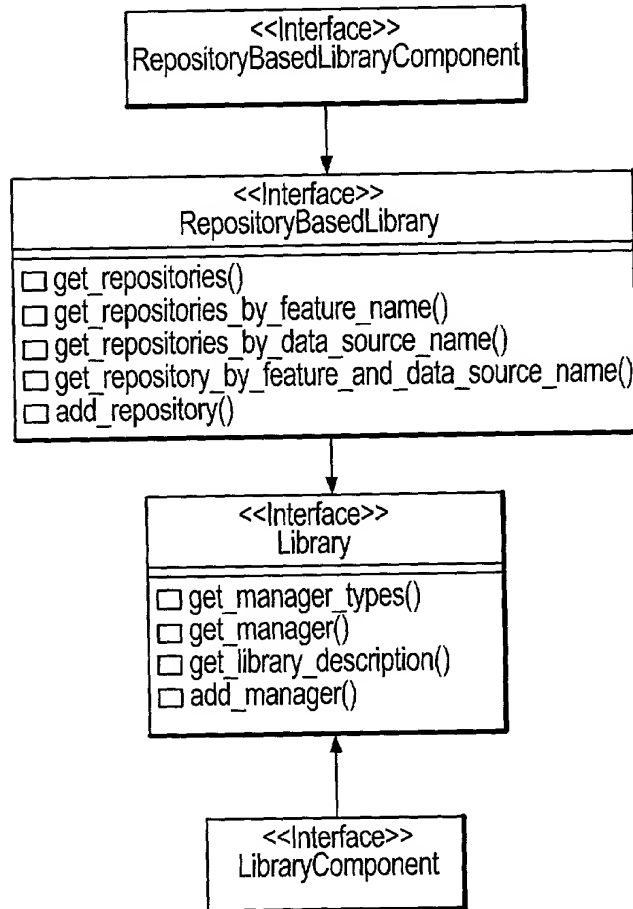 <<Interface>>
RepositoryBasedLibraryComponent
<<Interface>>
RepositoryBasedLibrary
get_repositories()
get_repositories_by_feature_name()
get_repositories_by_data_source_name()
get_repository_by_feature_and_data_source_name()
add_repository()
<<Interface>>
Library
get_manager_types()
get_manager()
get_library_description()
add_manager()
<<Interface>>
LibraryComponent